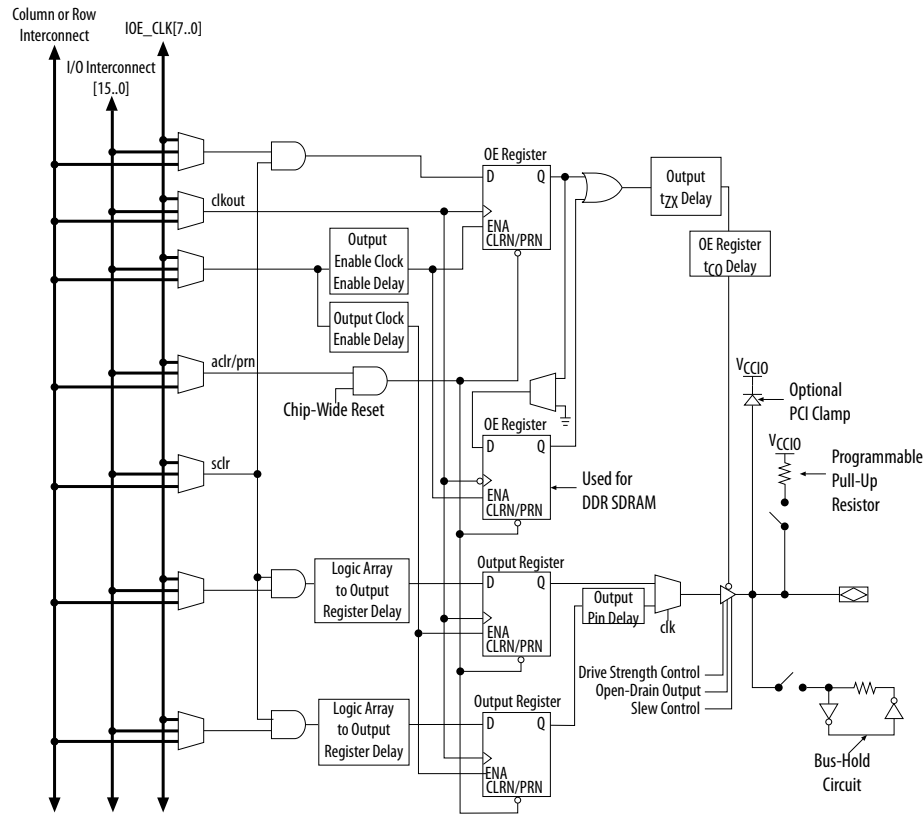 Column or Row
Interconnect
IOE_CLK[7..0]
I/O Interconnect
[15..0]
OE Register
D
Q
ENA
CLRN/PRN
Output
tZX Delay
clkout
Output
Enable Clock
Enable Delay
OE Register
tCO Delay
Output Clock
Enable Delay
aclr/prn
Chip-Wide Reset
VCCIO
Optional
PCI Clamp
OE Register
D
Q
ENA
CLRN/PRN
Used for
DDR SDRAM
VCCIO
Programmable
Pull-Up
Resistor
sclr
Logic Array
to Output
Register Delay
Output Register
D
Q
ENA
CLRN/PRN
Output
Pin Delay
clk
Drive Strength Control
Open-Drain Output
Slew Control
Logic Array
to Output
Register Delay
Output Register
D
Q
ENA
CLRN/PRN
Bus-Hold
Circuit